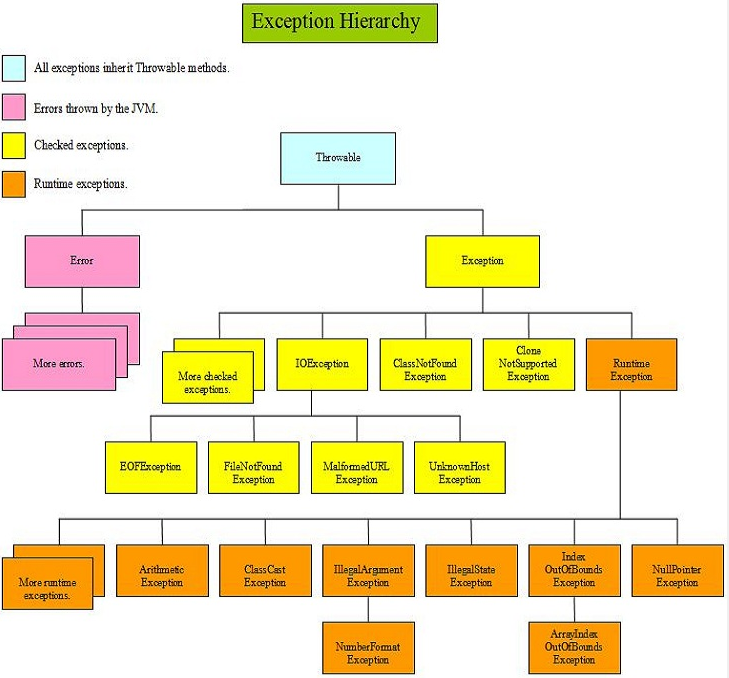 Exception Hierarchy
All exceptions inherit Throwable methods.
Errors thrown by the JVM.
Checked exceptions.
Runtime exceptions.
Throwable
Error
Exception
More errors.
More checked
exceptions.
IOException
ClassNotFound
Exception
Clone
NotSupported
Exception
Runtime
Exception
EOFException
FileNotFound
Exception
MalformedURL
Exception
UnknownHost
Exception
More runtime
exceptions.
Arithmetic
Exception
ClassCast
Exception
IllegalArgument
Exception
IllegalState
Exception
Index
OutOfBounds
Exception
NullPointer
Exception
NumberFormat
Exception
ArrayIndex
OutOfBounds
Exception